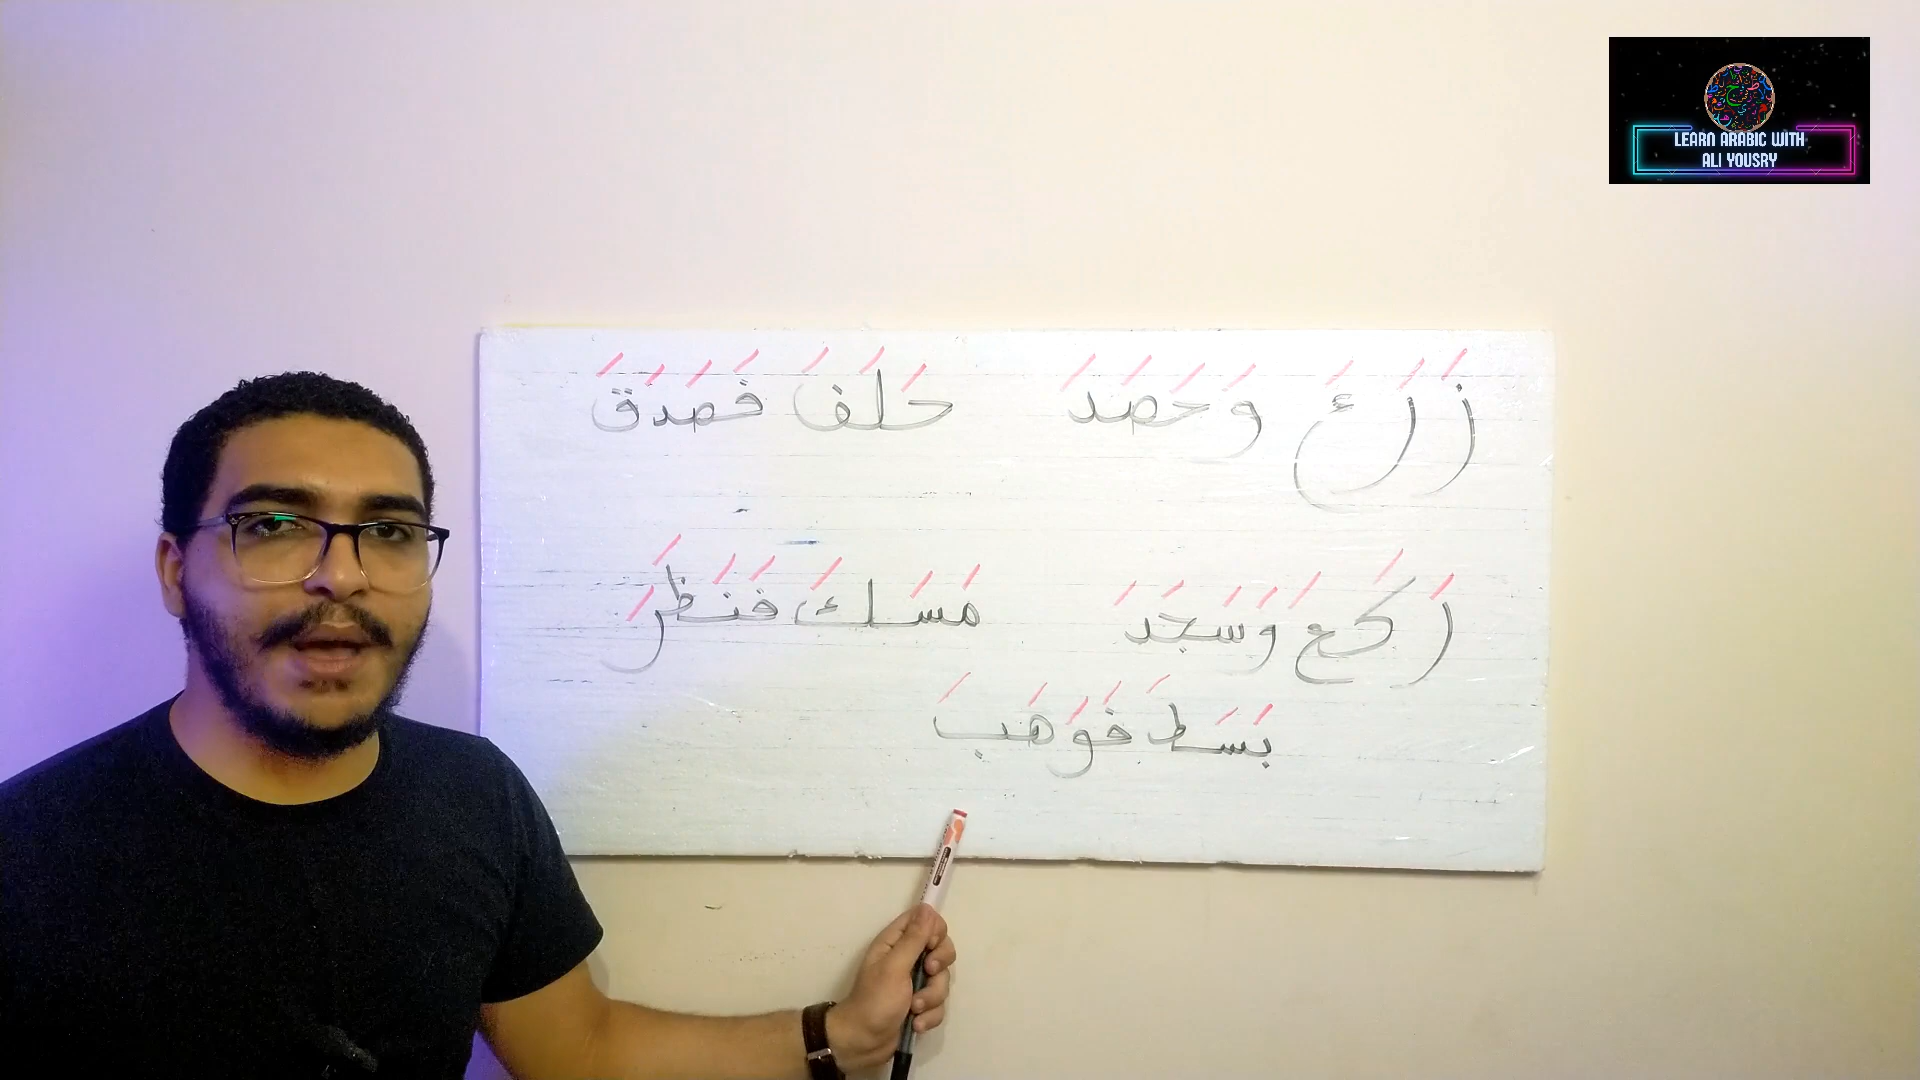 زَرَعَ وَحَصَدَ حَلَفَ فَصَدَقَ
رَكَعَ وَسَجَدَ مَسَكَ فَنَظَرَ
بَسَطَ فَوَهَبَ
LEARN ARABIC WITH
ALI YOUSRY